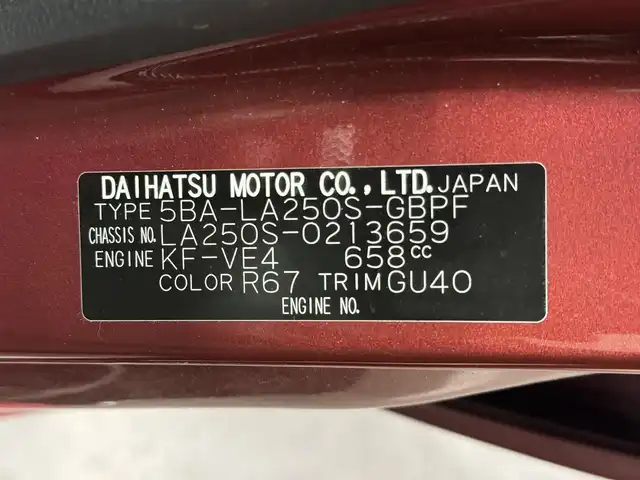 DAIHATSU MOTOR CO., LTD. JAPAN
TYPE 5BA-LA250S-GBPF
CHASSIS NO. LA250S-0213659
ENGINE KF-VE4 658cc
COLOR R67 TRIM GU40
ENGINE NO.